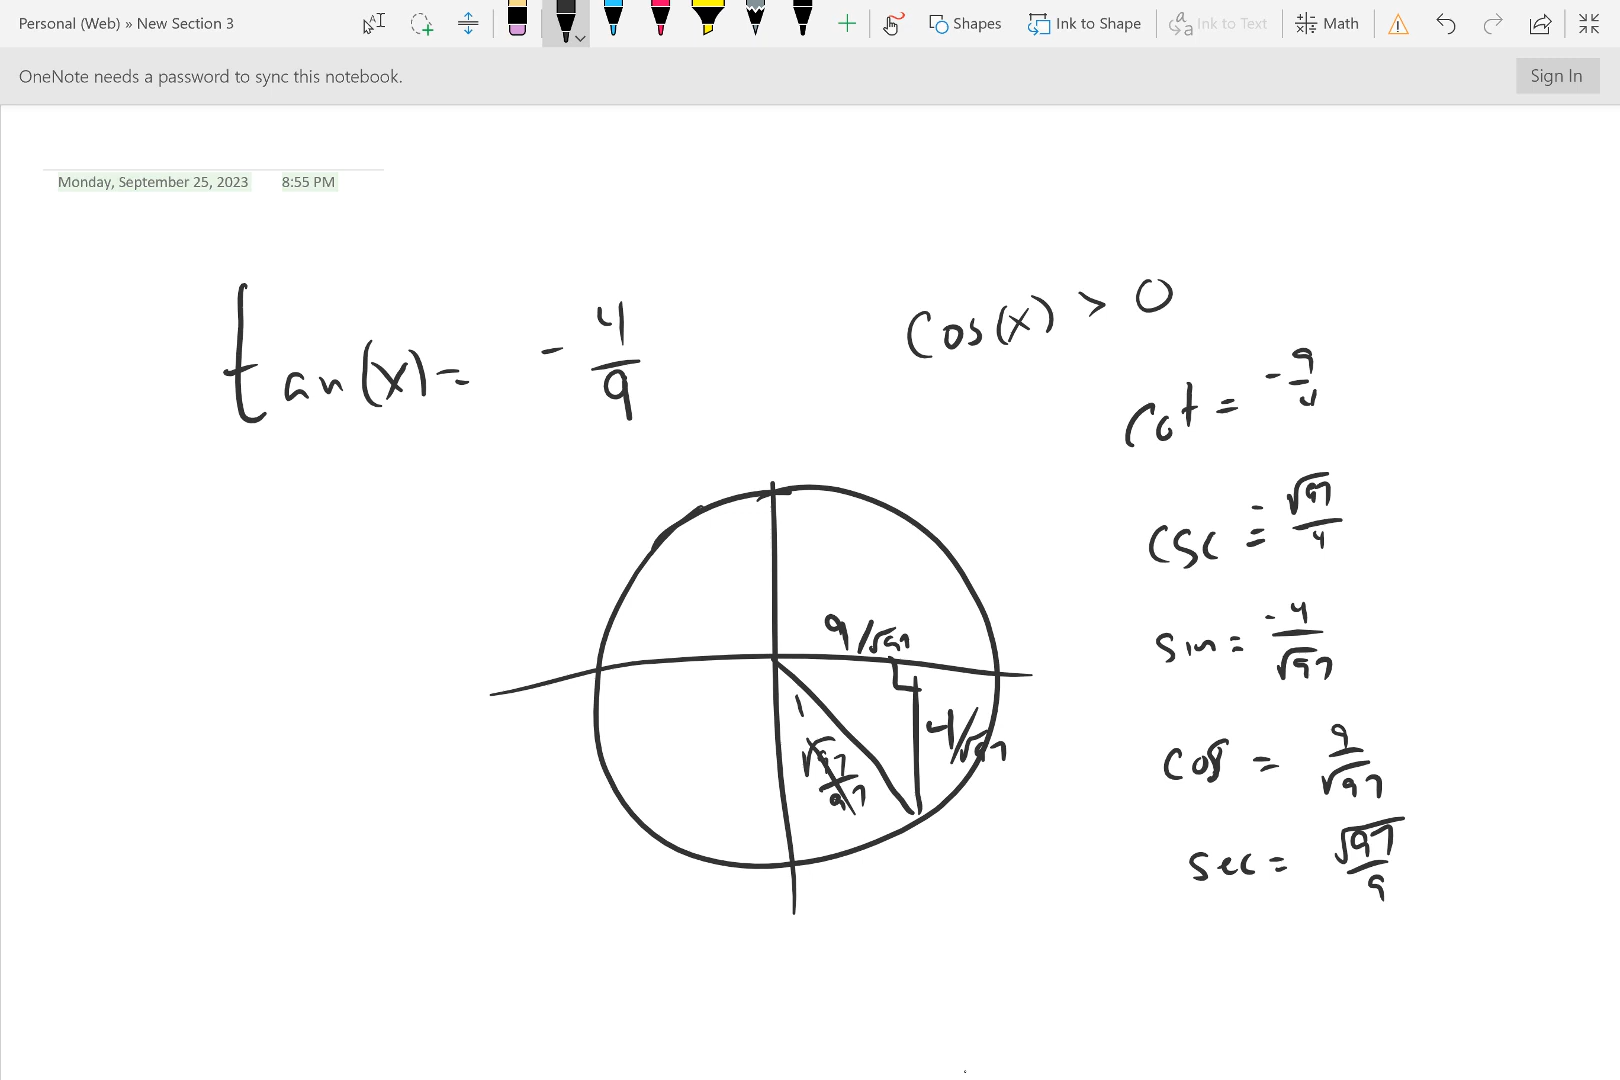 Personal (Web) » New Section 3
Shapes
Ink to Shape
Ink to Text
Math
OneNote needs a password to sync this notebook.
Sign In
Monday, September 25, 2023 8:55 PM
tan(x) = - 4/9
cos(x) > 0
cot = - 9/4
csc = - √97/4
sin = -4/√97
cos = 9/√97
sec = √97/9
9/√97
1
4/√97
√97/97